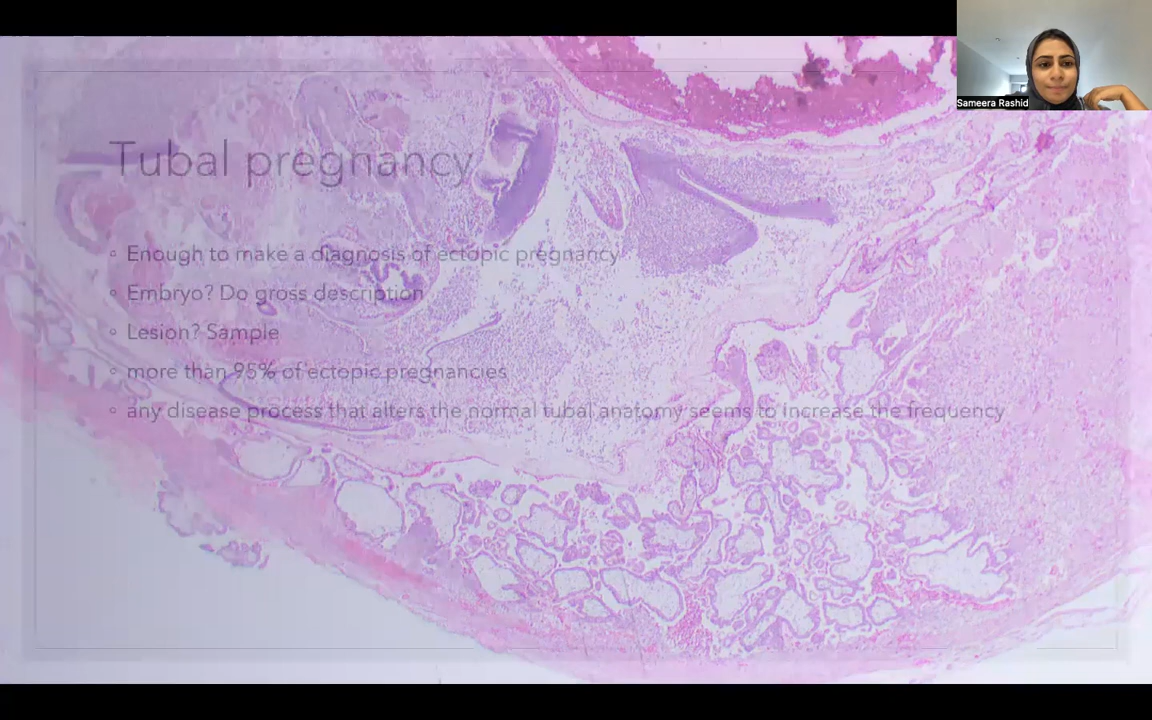 Sameera Rashid
Tubal pregnancy
◦ Enough to make a diagnosis of ectopic pregnancy
◦ Embryo? Do gross description
◦ Lesion? Sample
◦ more than 95% of ectopic pregnancies
◦ any disease process that alters the normal tubal anatomy seems to increase the frequency